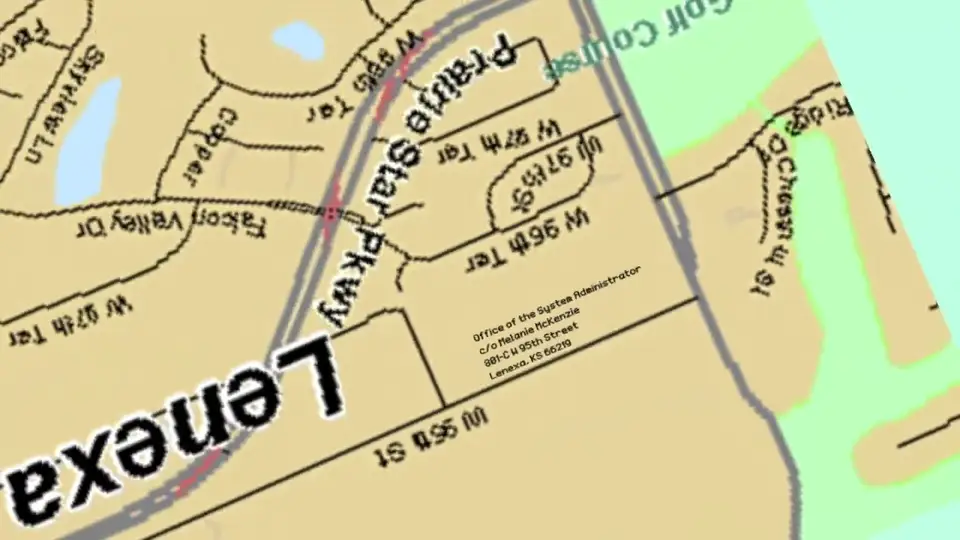 Golf Course
Falcon
Skyview Ln
W 96th Ter
Copper
Prairie Star Pkwy
W 97th Ter
W 97th St
Ridge Dr
Chestnut St
Falcon Valley Dr
W 96th Ter
W 97th Ter
Office of the System Administrator
c/o Melanie McKenzie
801-C W 95th Street
Lenexa, KS 66219
Lenexa
W 95th St